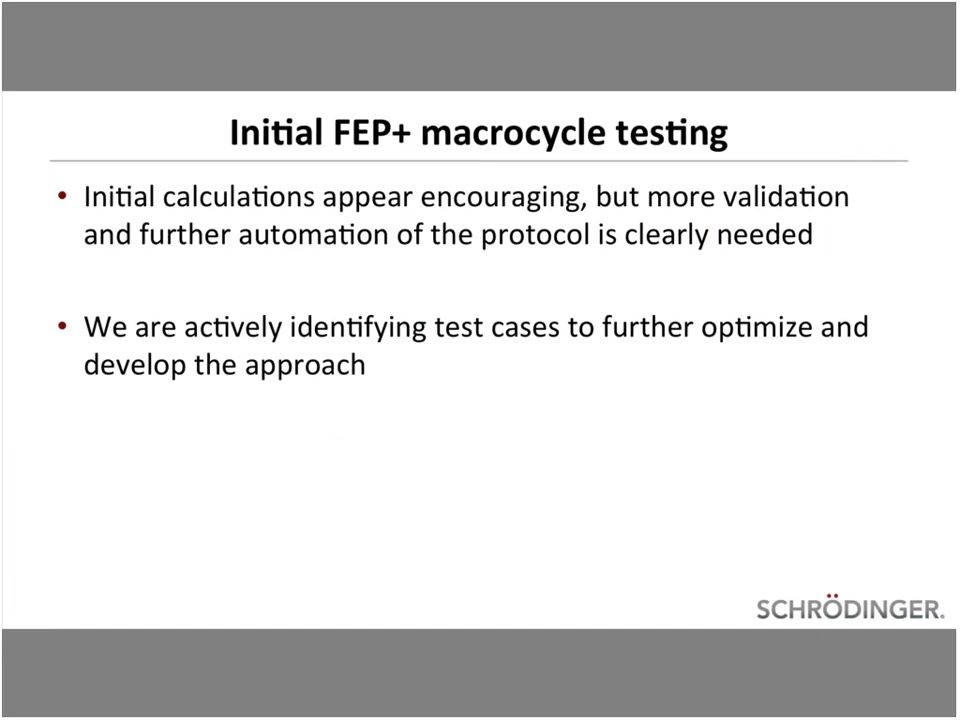 Initial FEP+ macrocycle testing
• Initial calculations appear encouraging, but more validation
and further automation of the protocol is clearly needed
• We are actively identifying test cases to further optimize and
develop the approach
SCHRÖDINGER.